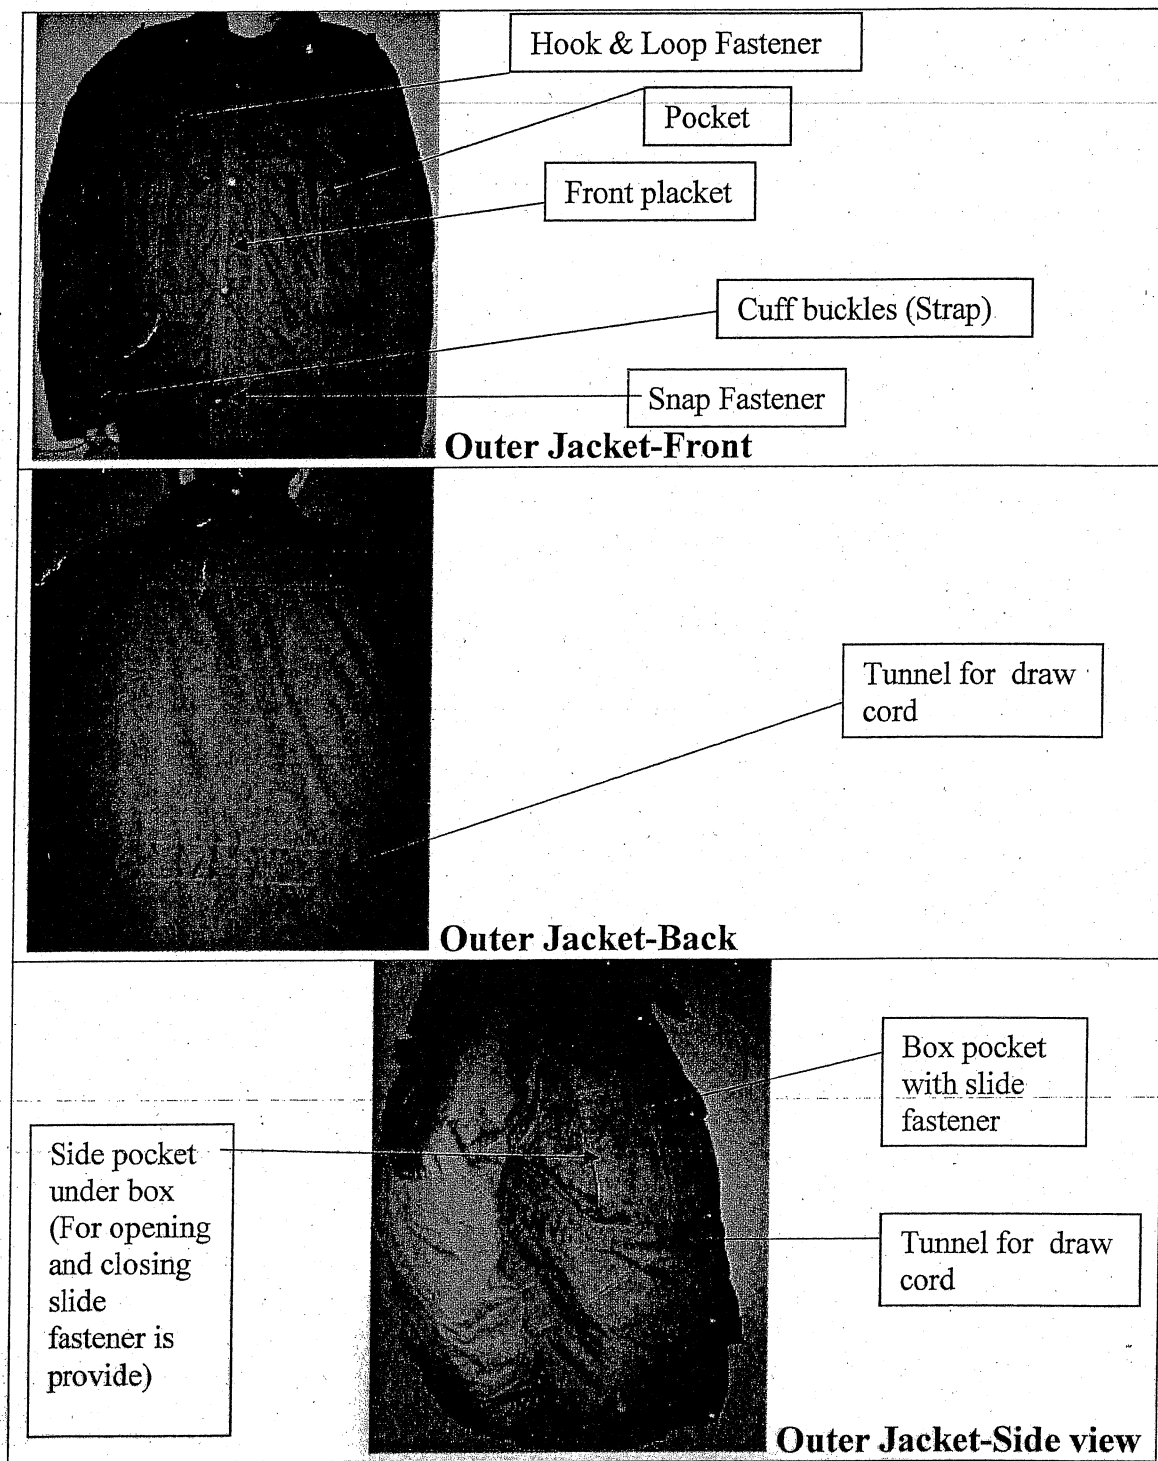 Hook & Loop Fastener
Pocket
Front placket
Cuff buckles (Strap)
Snap Fastener
Outer Jacket-Front
Tunnel for draw
cord
Outer Jacket-Back
Box pocket
with slide
fastener
Side pocket
under box
(For opening
and closing
slide
fastener is
provide)
Tunnel for draw
cord
Outer Jacket-Side view